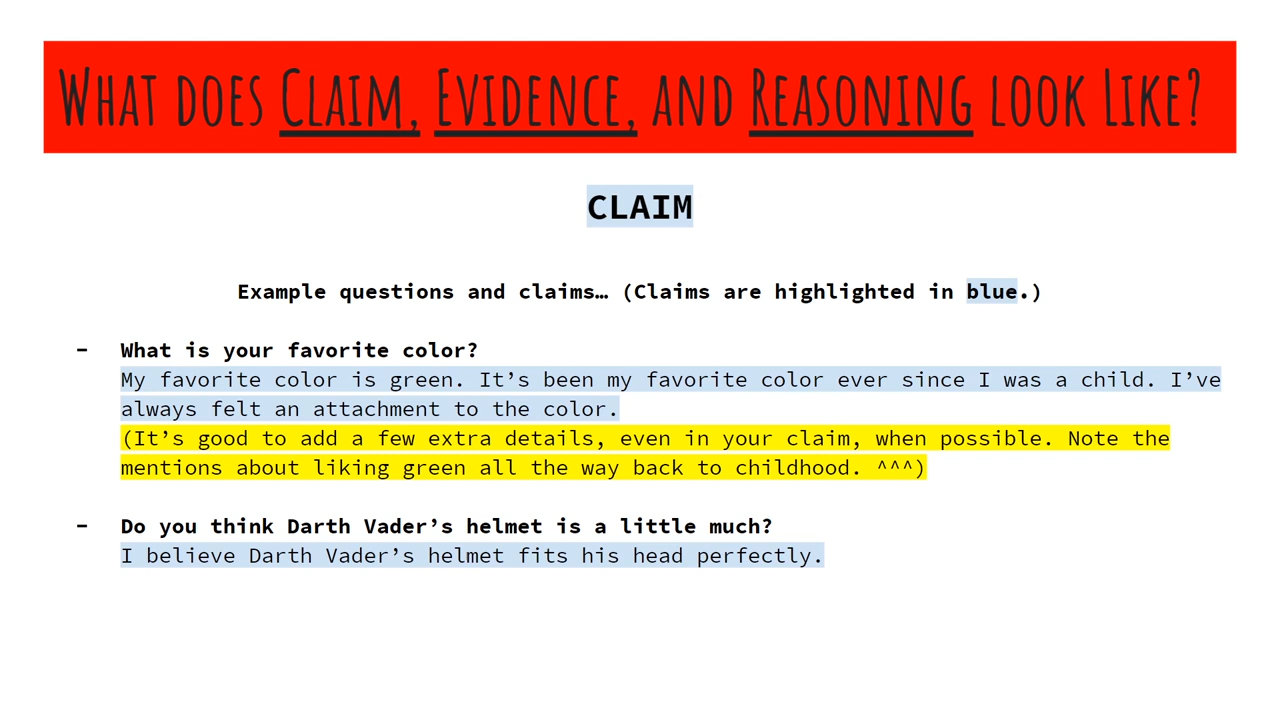 What does Claim, Evidence, and Reasoning look Like?
CLAIM
Example questions and claims… (Claims are highlighted in blue.)
- What is your favorite color?
My favorite color is green. It’s been my favorite color ever since I was a child. I’ve
always felt an attachment to the color.
(It’s good to add a few extra details, even in your claim, when possible. Note the
mentions about liking green all the way back to childhood. ^^^)
- Do you think Darth Vader’s helmet is a little much?
I believe Darth Vader’s helmet fits his head perfectly.